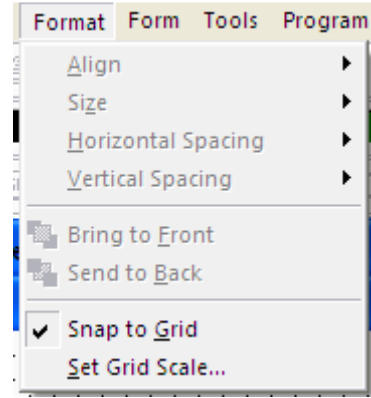 Format Form Tools Program
Align
Size
Horizontal Spacing
Vertical Spacing
Bring to Front
Send to Back
Snap to Grid
Set Grid Scale...